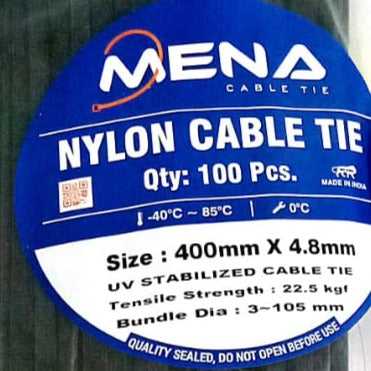 MENA
CABLE TIE
NYLON CABLE TIE
Qty: 100 Pcs.
MADE IN INDIA
-40°C ~ 85°C | 0°C
Size : 400mm X 4.8mm
UV STABILIZED CABLE TIE
Tensile Strength : 22.5 kgf
Bundle Dia : 3~105 mm
QUALITY SEALED, DO NOT OPEN BEFORE USE